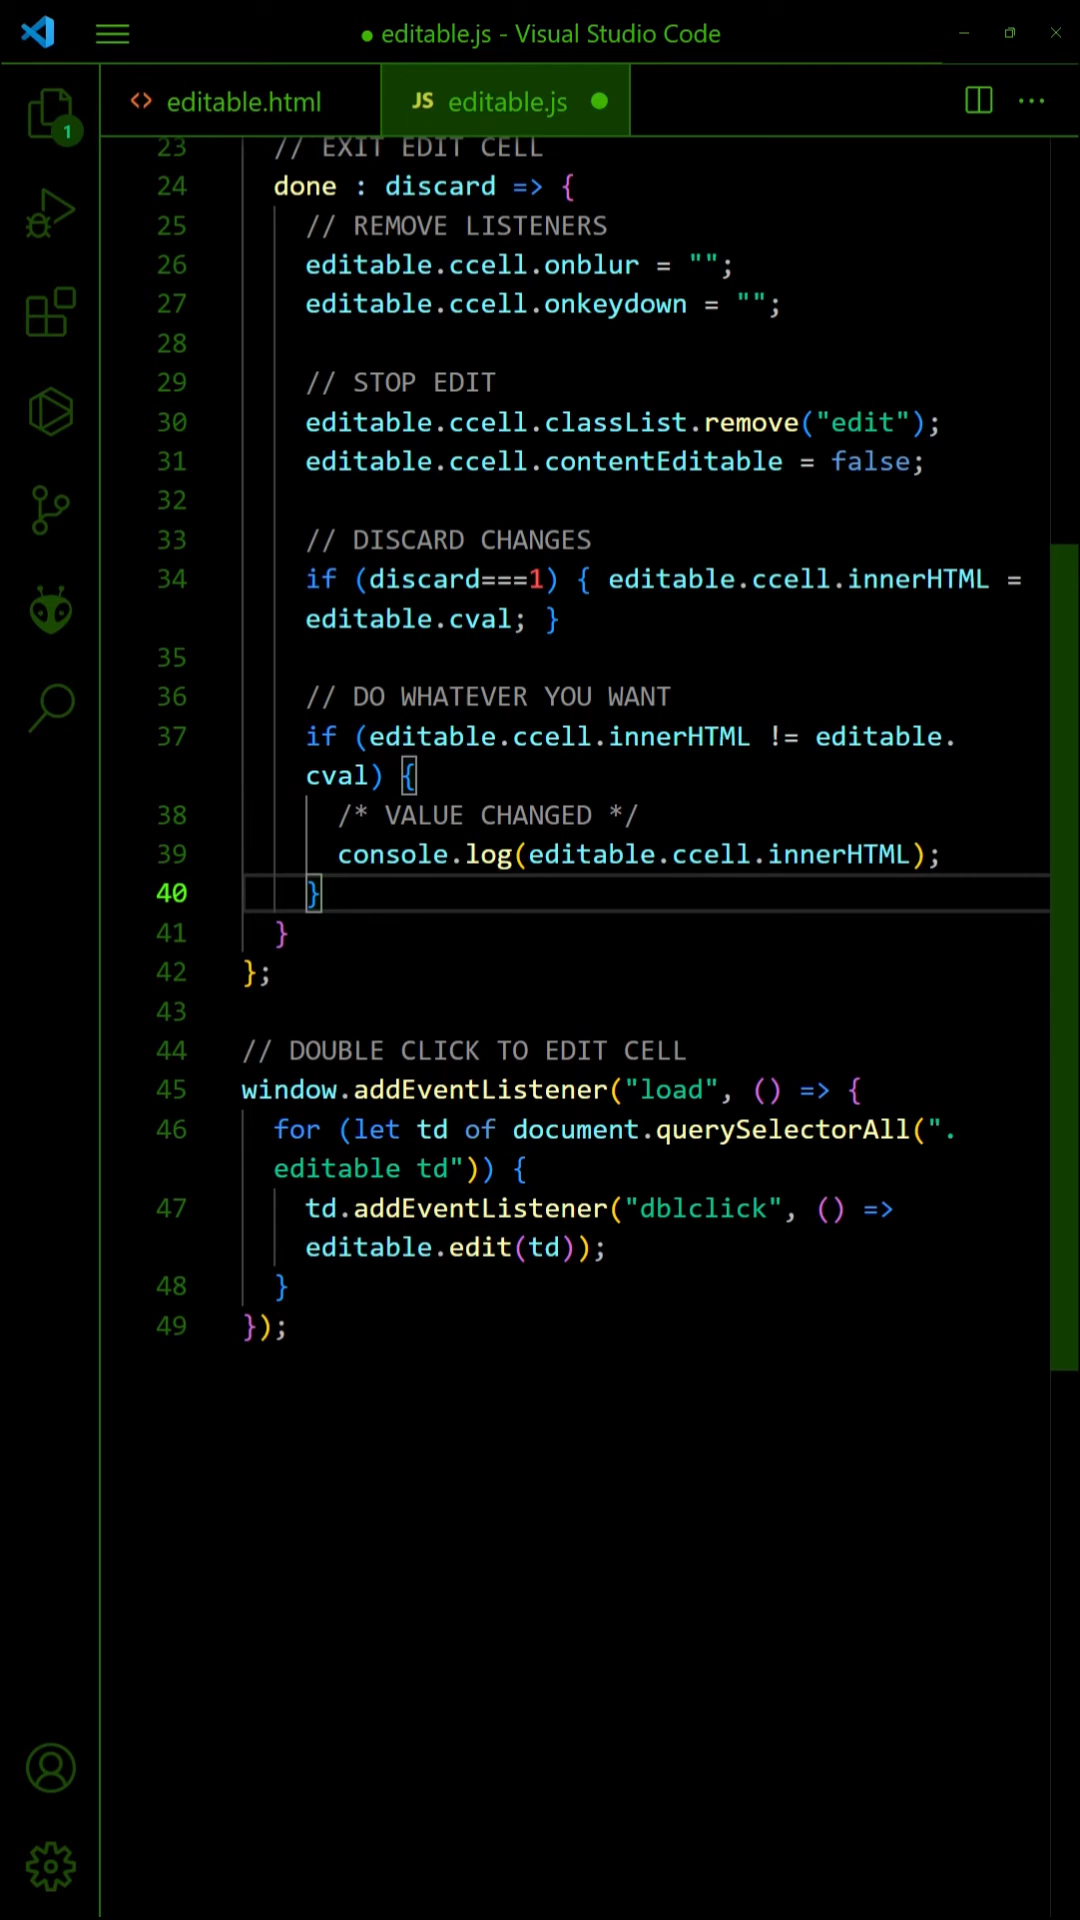 ● editable.js - Visual Studio Code
<> editable.html
JS editable.js ●
1
23 // EXIT EDIT CELL
24 done : discard => {
25 // REMOVE LISTENERS
26 editable.ccell.onblur = "";
27 editable.ccell.onkeydown = "";
28
29 // STOP EDIT
30 editable.ccell.classList.remove("edit");
31 editable.ccell.contentEditable = false;
32
33 // DISCARD CHANGES
34 if (discard===1) { editable.ccell.innerHTML =
editable.cval; }
35
36 // DO WHATEVER YOU WANT
37 if (editable.ccell.innerHTML != editable.
cval) {
38 /* VALUE CHANGED */
39 console.log(editable.ccell.innerHTML);
40 }
41 }
42 };
43
44 // DOUBLE CLICK TO EDIT CELL
45 window.addEventListener("load", () => {
46 for (let td of document.querySelectorAll(".
editable td")) {
47 td.addEventListener("dblclick", () =>
editable.edit(td));
48 }
49 });